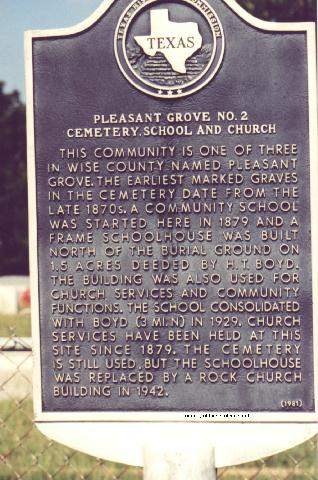 TEXAS
PLEASANT GROVE NO. 2
CEMETERY, SCHOOL AND CHURCH
THIS COMMUNITY IS ONE OF THREE
IN WISE COUNTY NAMED PLEASANT
GROVE. THE EARLIEST MARKED GRAVES
IN THE CEMETERY DATE FROM THE
LATE 1870s. A COMMUNITY SCHOOL
WAS STARTED HERE IN 1879 AND A
FRAME SCHOOLHOUSE WAS BUILT
NORTH OF THE BURIAL GROUND ON
1.5 ACRES DEEDED BY H.T. BOYD.
THE BUILDING WAS ALSO USED FOR
CHURCH SERVICES AND COMMUNITY
FUNCTIONS. THE SCHOOL CONSOLIDATED
WITH BOYD (3 MI. N) IN 1929. CHURCH
SERVICES HAVE BEEN HELD AT THIS
SITE SINCE 1879. THE CEMETERY
IS STILL USED, BUT THE SCHOOLHOUSE
WAS REPLACED BY A ROCK CHURCH
BUILDING IN 1942.
(1981)